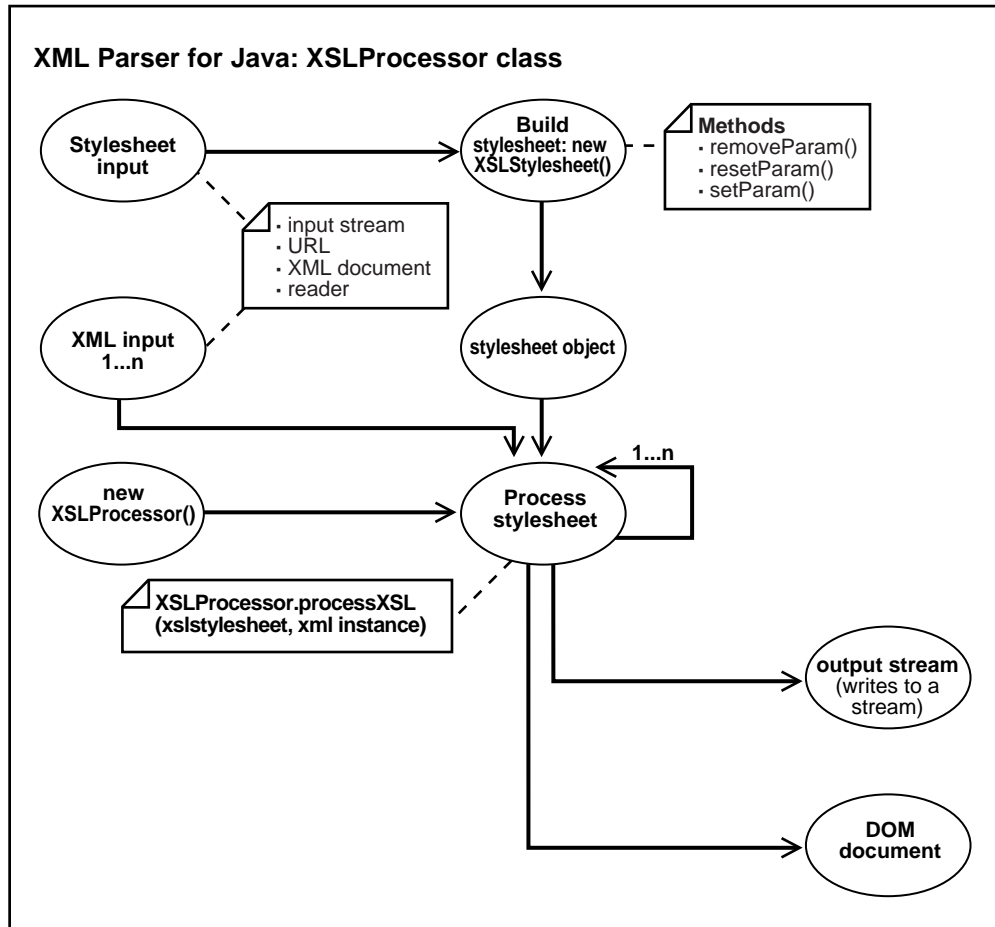 XML Parser for Java: XSLProcessor class
Stylesheet
input
Build
stylesheet: new
XSLStylesheet()
Methods
· removeParam()
· resetParam()
· setParam()
· input stream
· URL
· XML document
· reader
XML input
1...n
stylesheet object
1...n
new
XSLProcessor()
Process
stylesheet
XSLProcessor.processXSL
(xslstylesheet, xml instance)
output stream
(writes to a
stream)
DOM
document